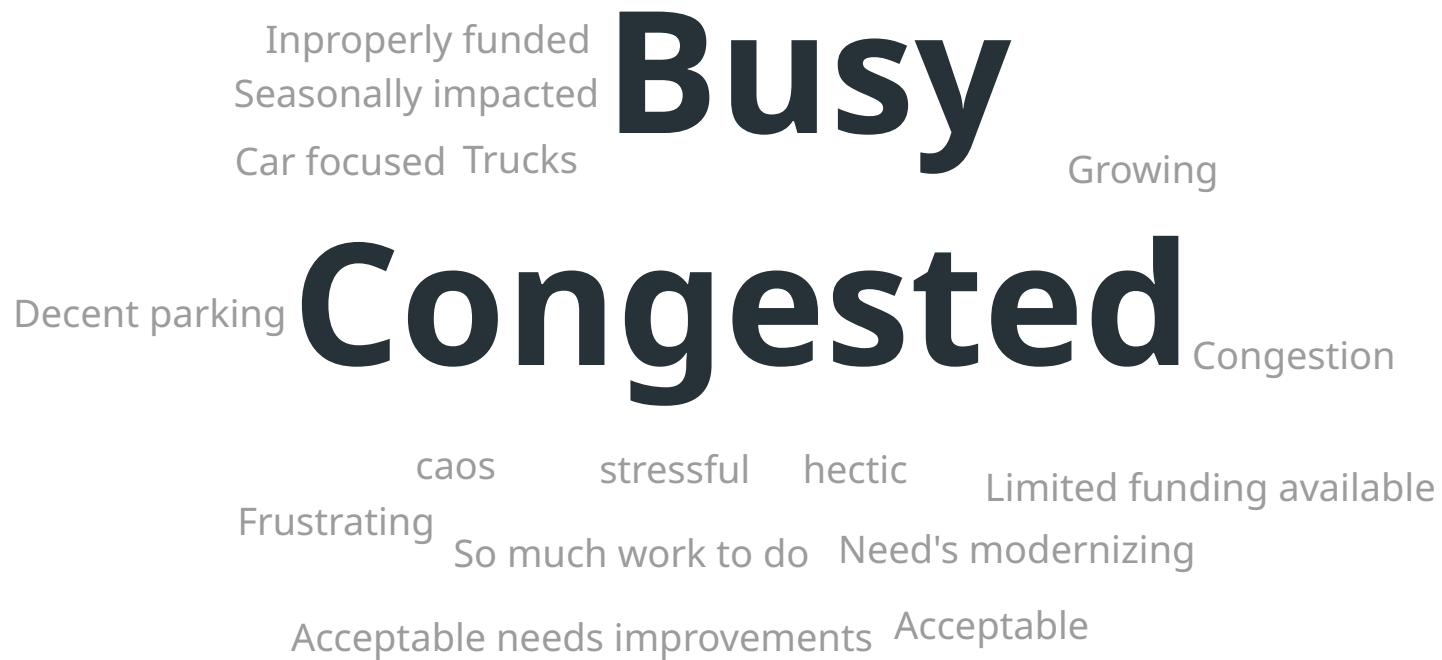 Inproperly funded
Busy
Seasonally impacted
Car focused
Trucks
Growing
Congested
Decent parking
Congestion
caos
stressful
hectic
Limited funding available
Frustrating
So much work to do
Need's modernizing
Acceptable needs improvements
Acceptable